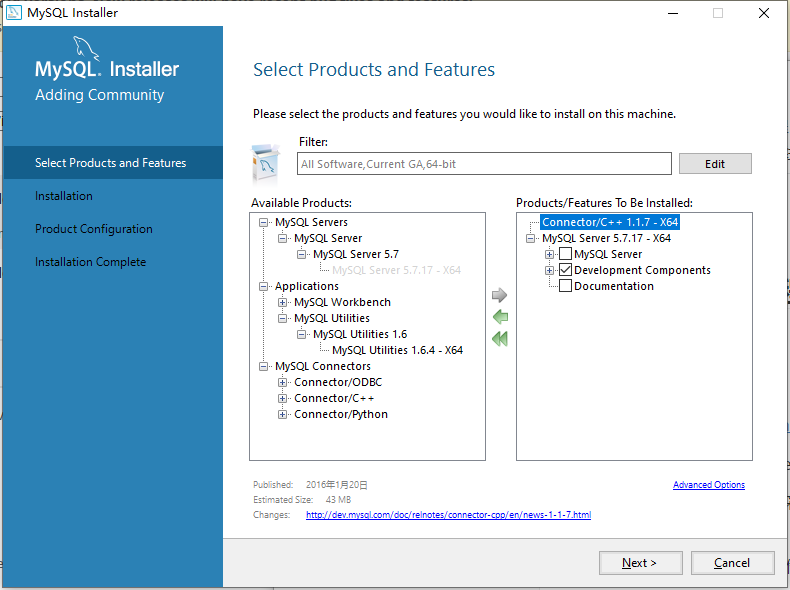 MySQL Installer
MySQL. Installer
Adding Community
Select Products and Features
Installation
Product Configuration
Installation Complete
Select Products and Features
Please select the products and features you would like to install on this machine.
Filter:
All Software,Current GA,64-bit
Edit
Available Products:
MySQL Servers
MySQL Server
MySQL Server 5.7
MySQL Server 5.7.17 - X64
Applications
MySQL Workbench
MySQL Utilities
MySQL Utilities 1.6
MySQL Utilities 1.6.4 - X64
MySQL Connectors
Connector/ODBC
Connector/C++
Connector/Python
Products/Features To Be Installed:
Connector/C++ 1.1.7 - X64
MySQL Server 5.7.17 - X64
MySQL Server
Development Components
Documentation
Published: 2016年1月20日
Estimated Size: 43 MB
Changes: http://dev.mysql.com/doc/relnotes/connector-cpp/en/news-1-1-7.html
Advanced Options
Next >
Cancel